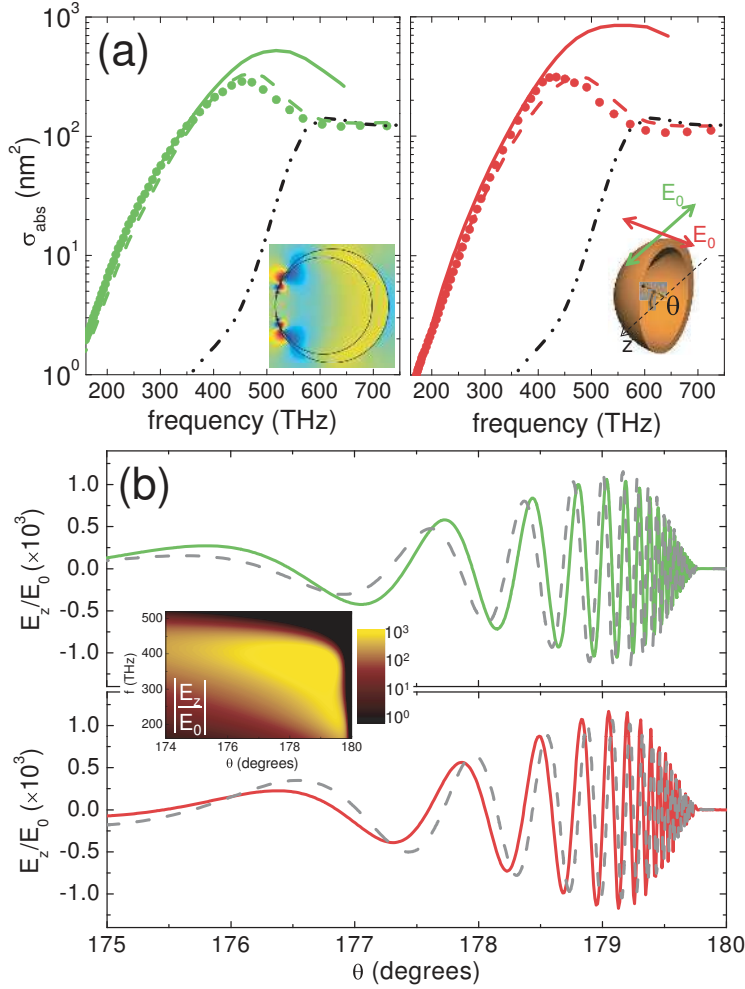 (a)
σabs (nm²)
10³
10²
10¹
10⁰
200 300 400 500 600 700
frequency (THz)
E₀
E₀
θ
z
200 300 400 500 600 700
frequency (THz)
(b)
E_z/E₀ (×10³)
1.0
0.5
0.0
-0.5
-1.0
f (THz)
500
400
300
200
|E_z/E₀|
10³
10²
10¹
10⁰
174 176 178 180
θ (degrees)
E_z/E₀ (×10³)
1.0
0.5
0.0
-0.5
-1.0
175 176 177 178 179 180
θ (degrees)